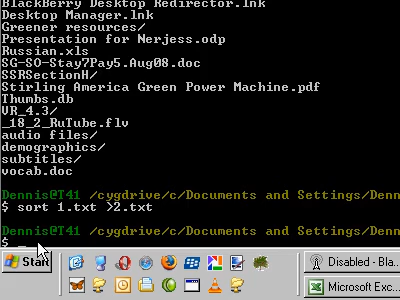 BlackBerry Desktop Redirector.lnk
Desktop Manager.lnk
Greener resources/
Presentation for Nerjess.odp
Russian.xls
SG-SO-Stay7Pay5.Aug08.doc
SSRSectionH/
Stirling America Green Power Machine.pdf
Thumbs.db
VR_4.3/
_18_2_RuTube.flv
audio files/
demographics/
subtitles/
vocab.doc
Dennis@T41 /cygdrive/c/Documents and Settings/Denn
$ sort 1.txt >2.txt
Dennis@T41 /cygdrive/c/Documents and Settings/Denn
$ _
Start
Disabled - Bla...
Microsoft Exc...